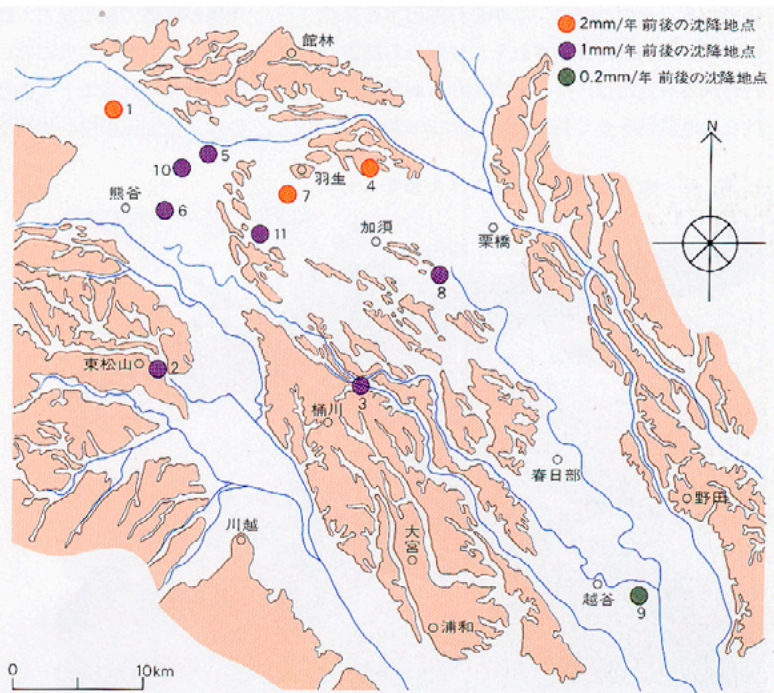 2mm/年 前後の沈降地点
1mm/年 前後の沈降地点
0.2mm/年 前後の沈降地点
館林
1
N
5
10
羽生
4
熊谷
6
7
加須
栗橋
11
8
東松山
2
3
桶川
春日部
野田
川越
大宮
越谷
9
浦和
0
10km